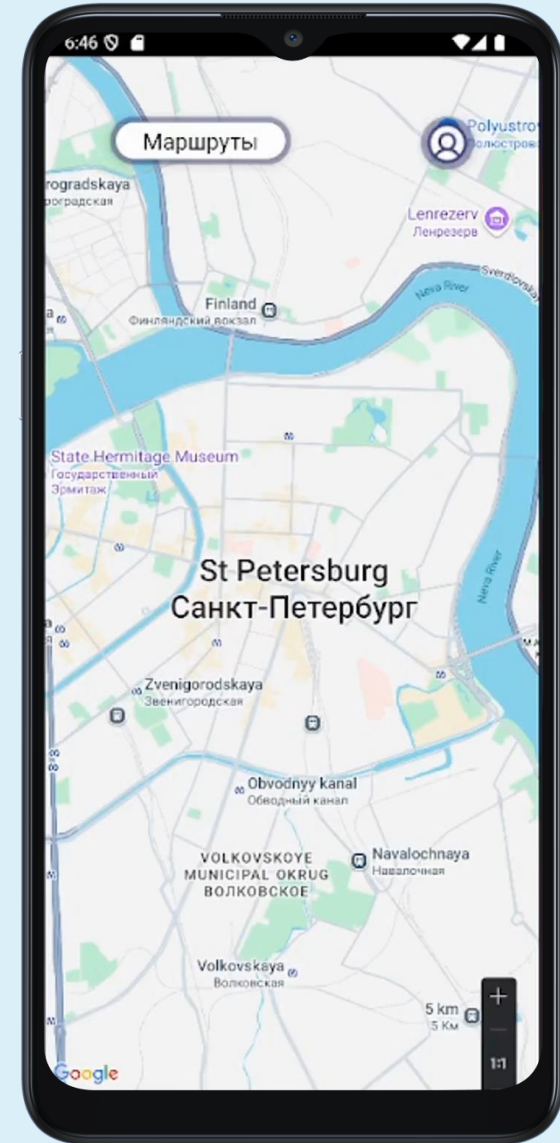 6:46
Маршруты
Polyustro
олюстров
rogradskaya
роградская
Lenrezerv
Ленрезерв
Sverdlovskay
Neva River
Finland
Финляндский вокзал
State Hermitage Museum
Государственный
Эрмитаж
St Petersburg
Санкт-Петербург
Neva River
Zvenigorodskaya
Звенигородская
Obvodnyy kanal
Обводный канал
VOLKOVSKOYE
MUNICIPAL OKRUG
ВОЛКОВСКОЕ
Navalochnaya
Навалочная
Volkovskaya
Волковская
5 km
5 Км
+
1:1
Google